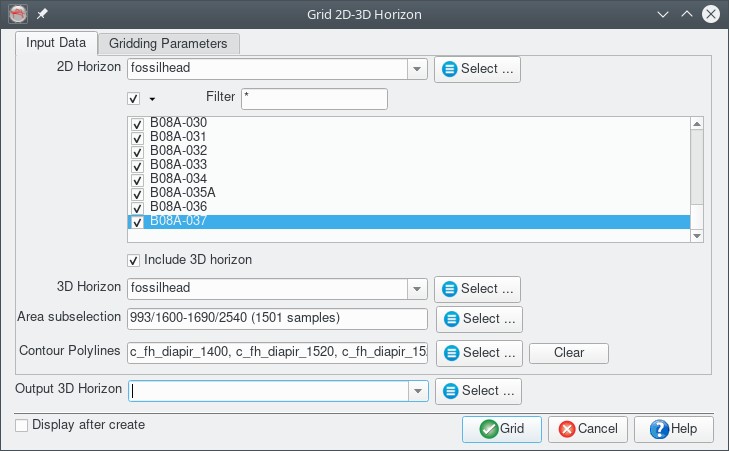 Grid 2D-3D Horizon
Input Data Gridding Parameters
2D Horizon fossilhead Select ...
Filter *
B08A-030
B08A-031
B08A-032
B08A-033
B08A-034
B08A-035A
B08A-036
B08A-037
Include 3D horizon
3D Horizon fossilhead Select ...
Area subselection 993/1600-1690/2540 (1501 samples) Select ...
Contour Polylines c_fh_diapir_1400, c_fh_diapir_1520, c_fh_diapir_15 Select ... Clear
Output 3D Horizon Select ...
Display after create Grid Cancel Help